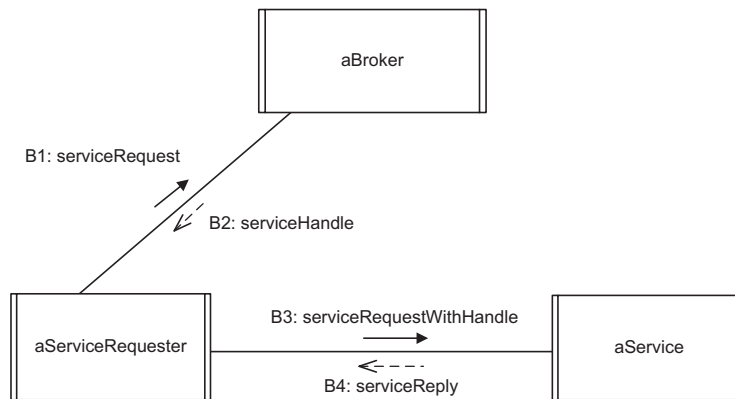 aBroker
B1: serviceRequest
B2: serviceHandle
B3: serviceRequestWithHandle
aServiceRequester
aService
B4: serviceReply